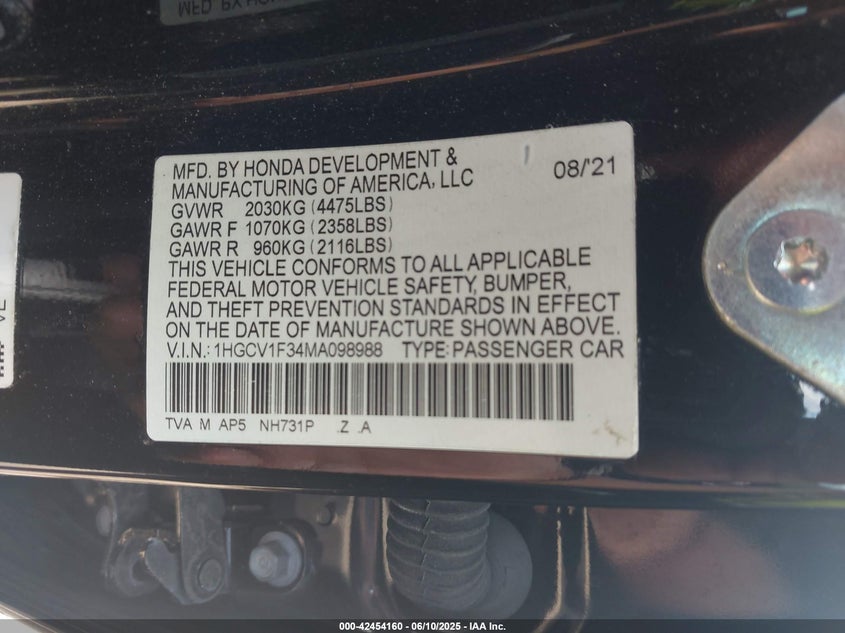 MFD. BY HONDA DEVELOPMENT &
MANUFACTURING OF AMERICA, LLC 08/'21
GVWR 2030KG (4475LBS)
GAWR F 1070KG (2358LBS)
GAWR R 960KG (2116LBS)
THIS VEHICLE CONFORMS TO ALL APPLICABLE
FEDERAL MOTOR VEHICLE SAFETY, BUMPER,
AND THEFT PREVENTION STANDARDS IN EFFECT
ON THE DATE OF MANUFACTURE SHOWN ABOVE.
V.I.N.: 1HGCV1F34MA098988 TYPE:PASSENGER CAR
TVA M AP5 NH731P .Z .A
000-42454160 - 06/10/2025 - IAA Inc.